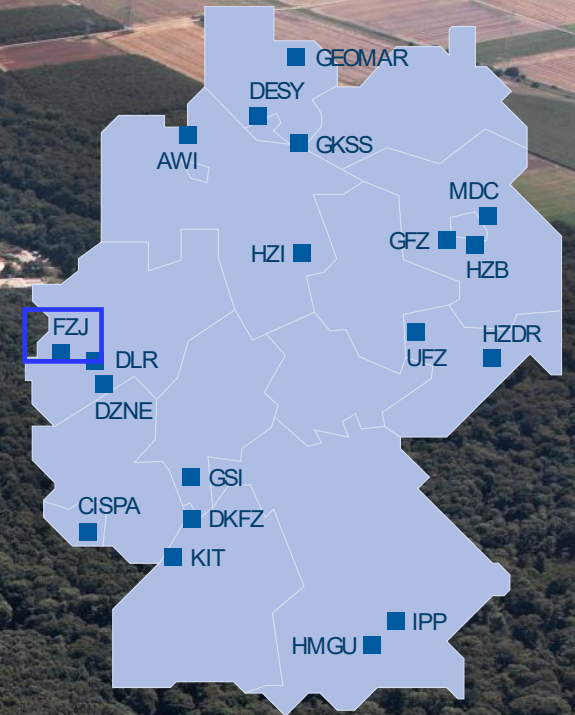 GEOMAR
DESY
GKSS
AWI
MDC
GFZ
HZB
HZI
FZJ
DLR
DZNE
UFZ
HZDR
GSI
CISPA
DKFZ
KIT
IPP
HMGU